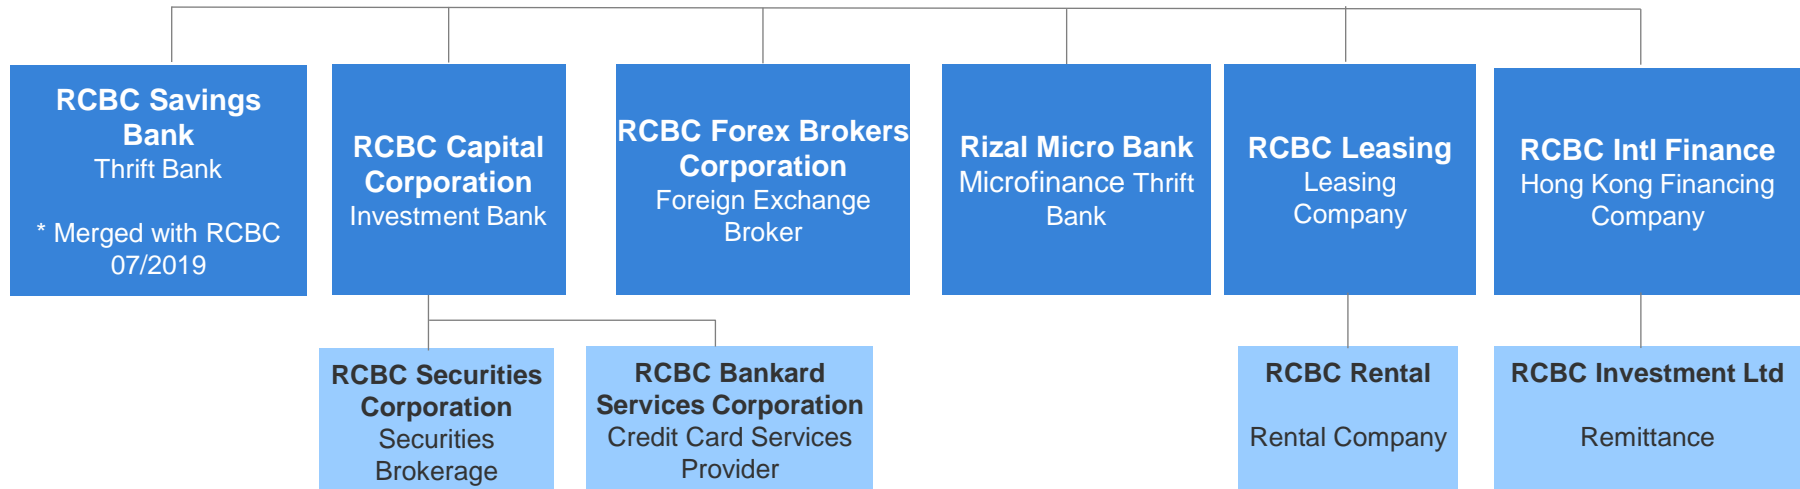 RCBC Savings
Bank
Thrift Bank
* Merged with RCBC
07/2019
RCBC Capital
Corporation
Investment Bank
RCBC Forex Brokers
Corporation
Foreign Exchange
Broker
Rizal Micro Bank
Microfinance Thrift
Bank
RCBC Leasing
Leasing
Company
RCBC Intl Finance
Hong Kong Financing
Company
RCBC Securities
Corporation
Securities
Brokerage
RCBC Bankard
Services Corporation
Credit Card Services
Provider
RCBC Rental
Rental Company
RCBC Investment Ltd
Remittance